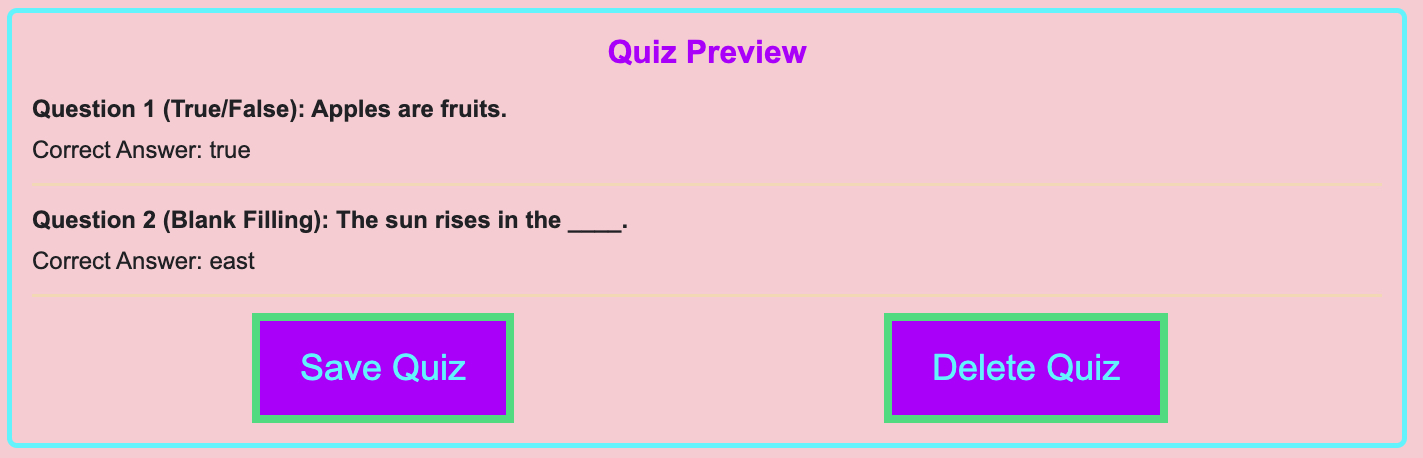 Quiz Preview
Question 1 (True/False): Apples are fruits.
Correct Answer: true
Question 2 (Blank Filling): The sun rises in the ____.
Correct Answer: east
Save Quiz
Delete Quiz